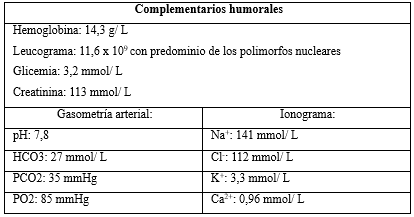 Complementarios humorales
Hemoglobina: 14,3 g/ L
Leucograma: 11,6 x 10⁹ con predominio de los polimorfos nucleares
Glicemia: 3,2 mmol/ L
Creatinina: 113 mmol/ L
Gasometría arterial:
pH: 7,8
HCO3: 27 mmol/ L
PCO2: 35 mmHg
PO2: 85 mmHg
Ionograma:
Na⁺: 141 mmol/ L
Cl⁻: 112 mmol/ L
K⁺: 3,3 mmol/ L
Ca²⁺: 0,96 mmol/ L